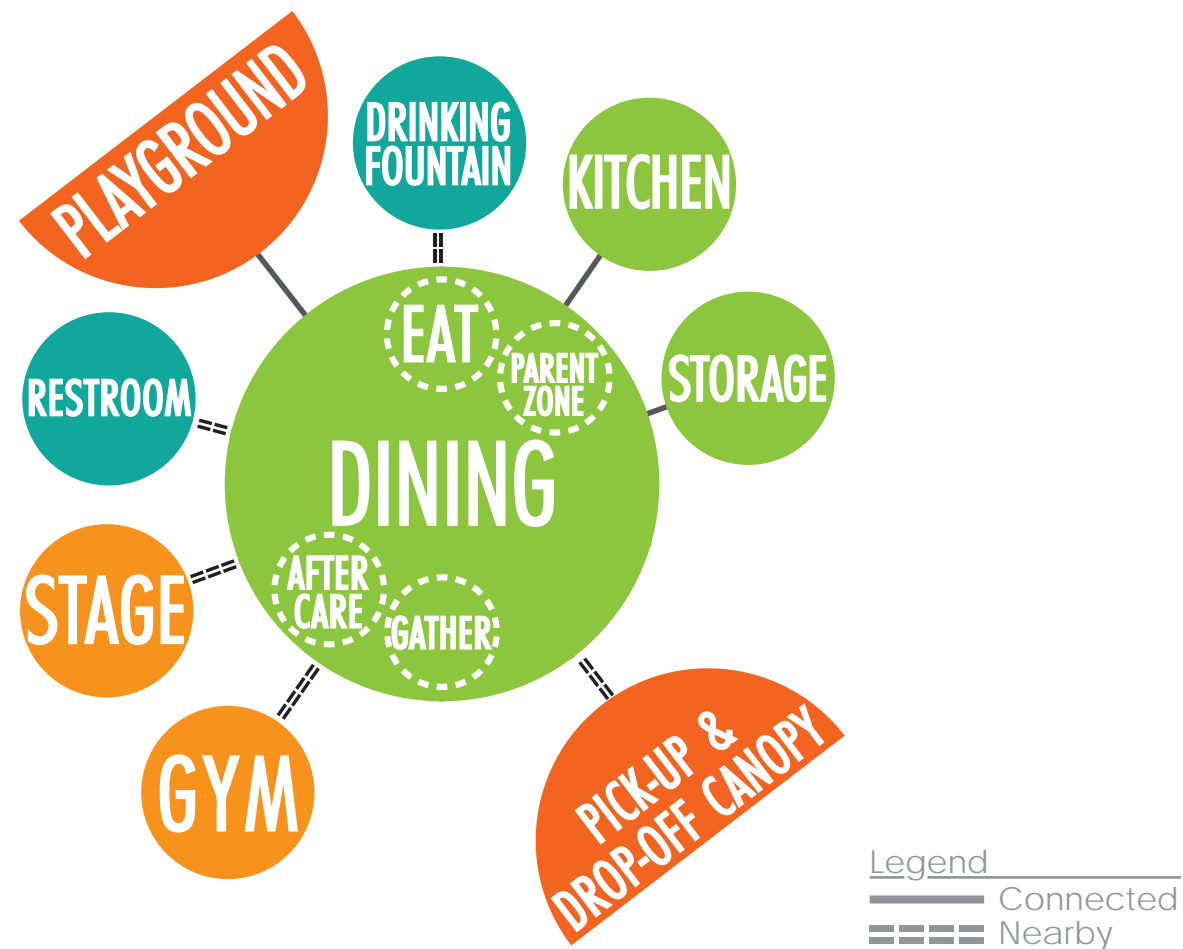 PLAYGROUND
DRINKING
FOUNTAIN
KITCHEN
EAT
PARENT
ZONE
STORAGE
RESTROOM
DINING
STAGE
AFTER
CARE
GATHER
GYM
PICK-UP &
DROP-OFF CANOPY
Legend
Connected
Nearby